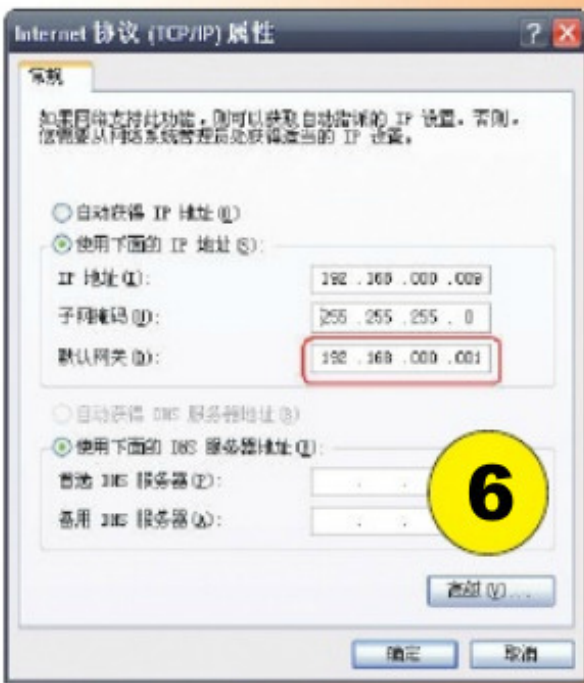 Internet 协议 (TCP/IP) 属性
常规
如果网络支持此功能，则可以获取自动指派的 IP 设置。否则，
您需要从网络系统管理员处获得适当的 IP 设置。
自动获得 IP 地址(O)
使用下面的 IP 地址(S):
IP 地址(I):
192 .168 .000 .009
子网掩码(U):
255 .255 .255 . 0
默认网关(D):
192 .168 .000 .001
自动获得 DNS 服务器地址(B)
使用下面的 DNS 服务器地址(E):
首选 DNS 服务器(P):
备用 DNS 服务器(A):
6
高级(V)...
确定
取消